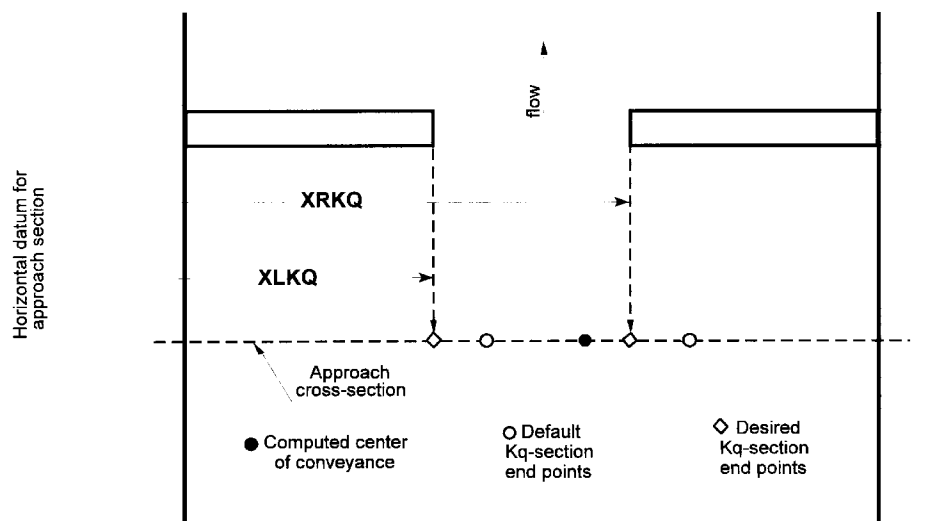 flow
Horizontal datum for
approach section
XRKQ
XLKQ
Approach
cross-section
Computed center
of conveyance
Default
Kq-section
end points
Desired
Kq-section
end points